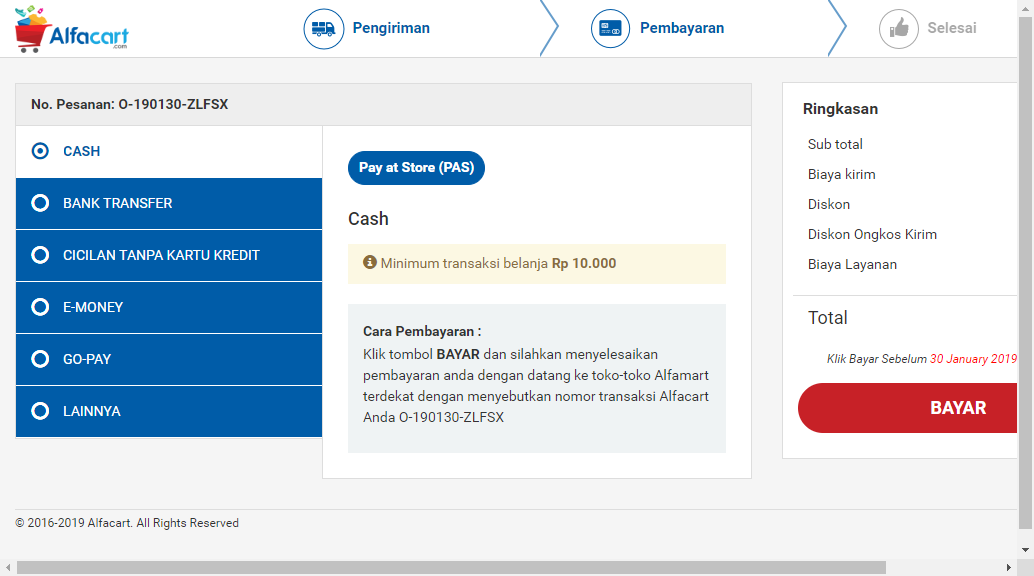 Alfacart
.com
Pengiriman
Pembayaran
Selesai
No. Pesanan: O-190130-ZLFSX
CASH
BANK TRANSFER
CICILAN TANPA KARTU KREDIT
E-MONEY
GO-PAY
LAINNYA
Pay at Store (PAS)
Cash
Minimum transaksi belanja Rp 10.000
Cara Pembayaran :
Klik tombol BAYAR dan silahkan menyelesaikan
pembayaran anda dengan datang ke toko-toko Alfamart
terdekat dengan menyebutkan nomor transaksi Alfacart
Anda O-190130-ZLFSX
Ringkasan
Sub total
Biaya kirim
Diskon
Diskon Ongkos Kirim
Biaya Layanan
Total
Klik Bayar Sebelum 30 January 2019
BAYAR
© 2016-2019 Alfacart. All Rights Reserved